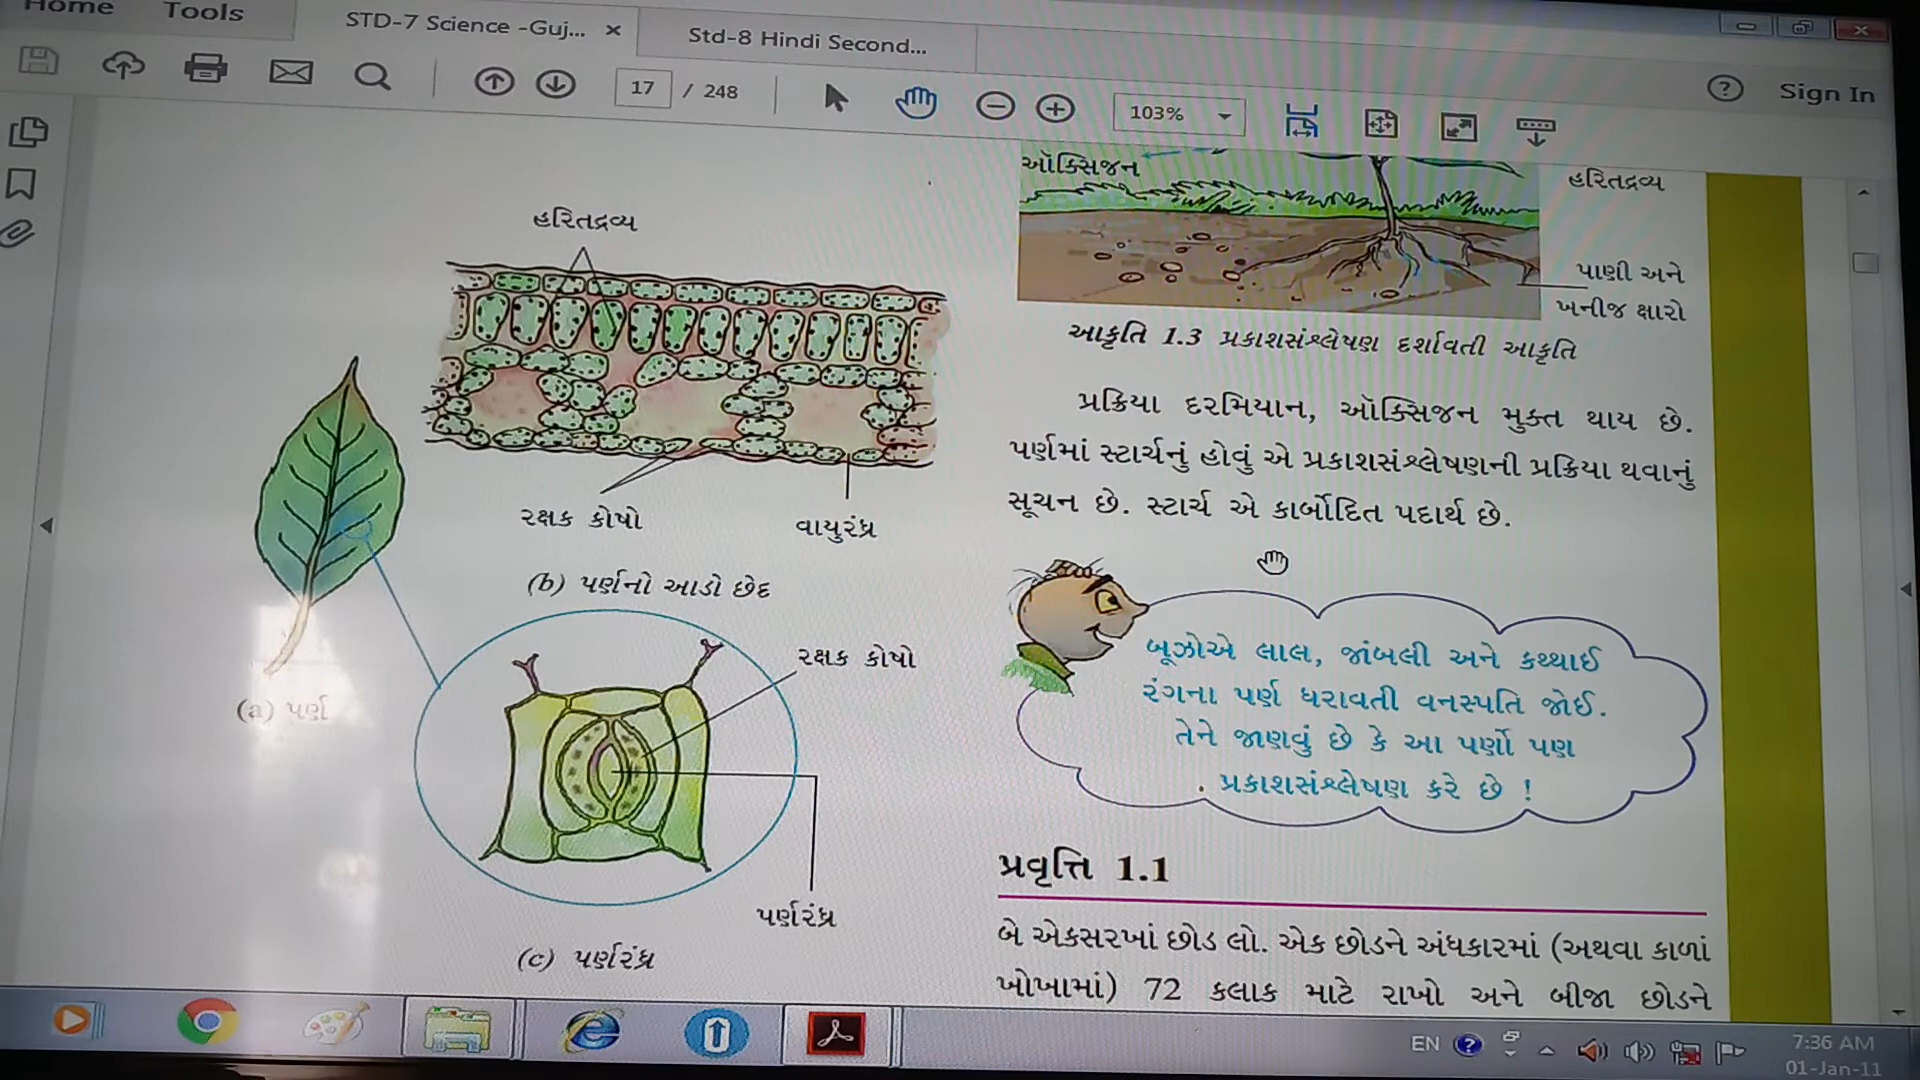 Home Tools
STD-7 Science -Guj... ×
Std-8 Hindi Second...
17 / 248
103%
Sign In
હરિતદ્રવ્ય
રક્ષક કોષો
વાયુરંધ્ર
(b) પર્ણનો આડો છેદ
(a) પર્ણ
રક્ષક કોષો
પર્ણરંધ્ર
(c) પર્ણરંધ્ર
ઑક્સિજન
હરિતદ્રવ્ય
પાણી અને
ખનીજ ક્ષારો
આકૃતિ 1.3 પ્રકાશસંશ્લેષણ દર્શાવતી આકૃતિ
પ્રક્રિયા દરમિયાન, ઑક્સિજન મુક્ત થાય છે.
પર્ણમાં સ્ટાર્ચનું હોવું એ પ્રકાશસંશ્લેષણની પ્રક્રિયા થવાનું
સૂચન છે. સ્ટાર્ચ એ કાર્બોદિત પદાર્થ છે.
બૂઝોએ લાલ, જાંબલી અને કથ્થાઈ
રંગના પર્ણ ધરાવતી વનસ્પતિ જોઈ.
તેને જાણવું છે કે આ પર્ણો પણ
પ્રકાશસંશ્લેષણ કરે છે !
પ્રવૃત્તિ 1.1
બે એકસરખાં છોડ લો. એક છોડને અંધકારમાં (અથવા કાળાં
ખોખામાં) 72 કલાક માટે રાખો અને બીજા છોડને
EN
7:36 AM
01-Jan-11